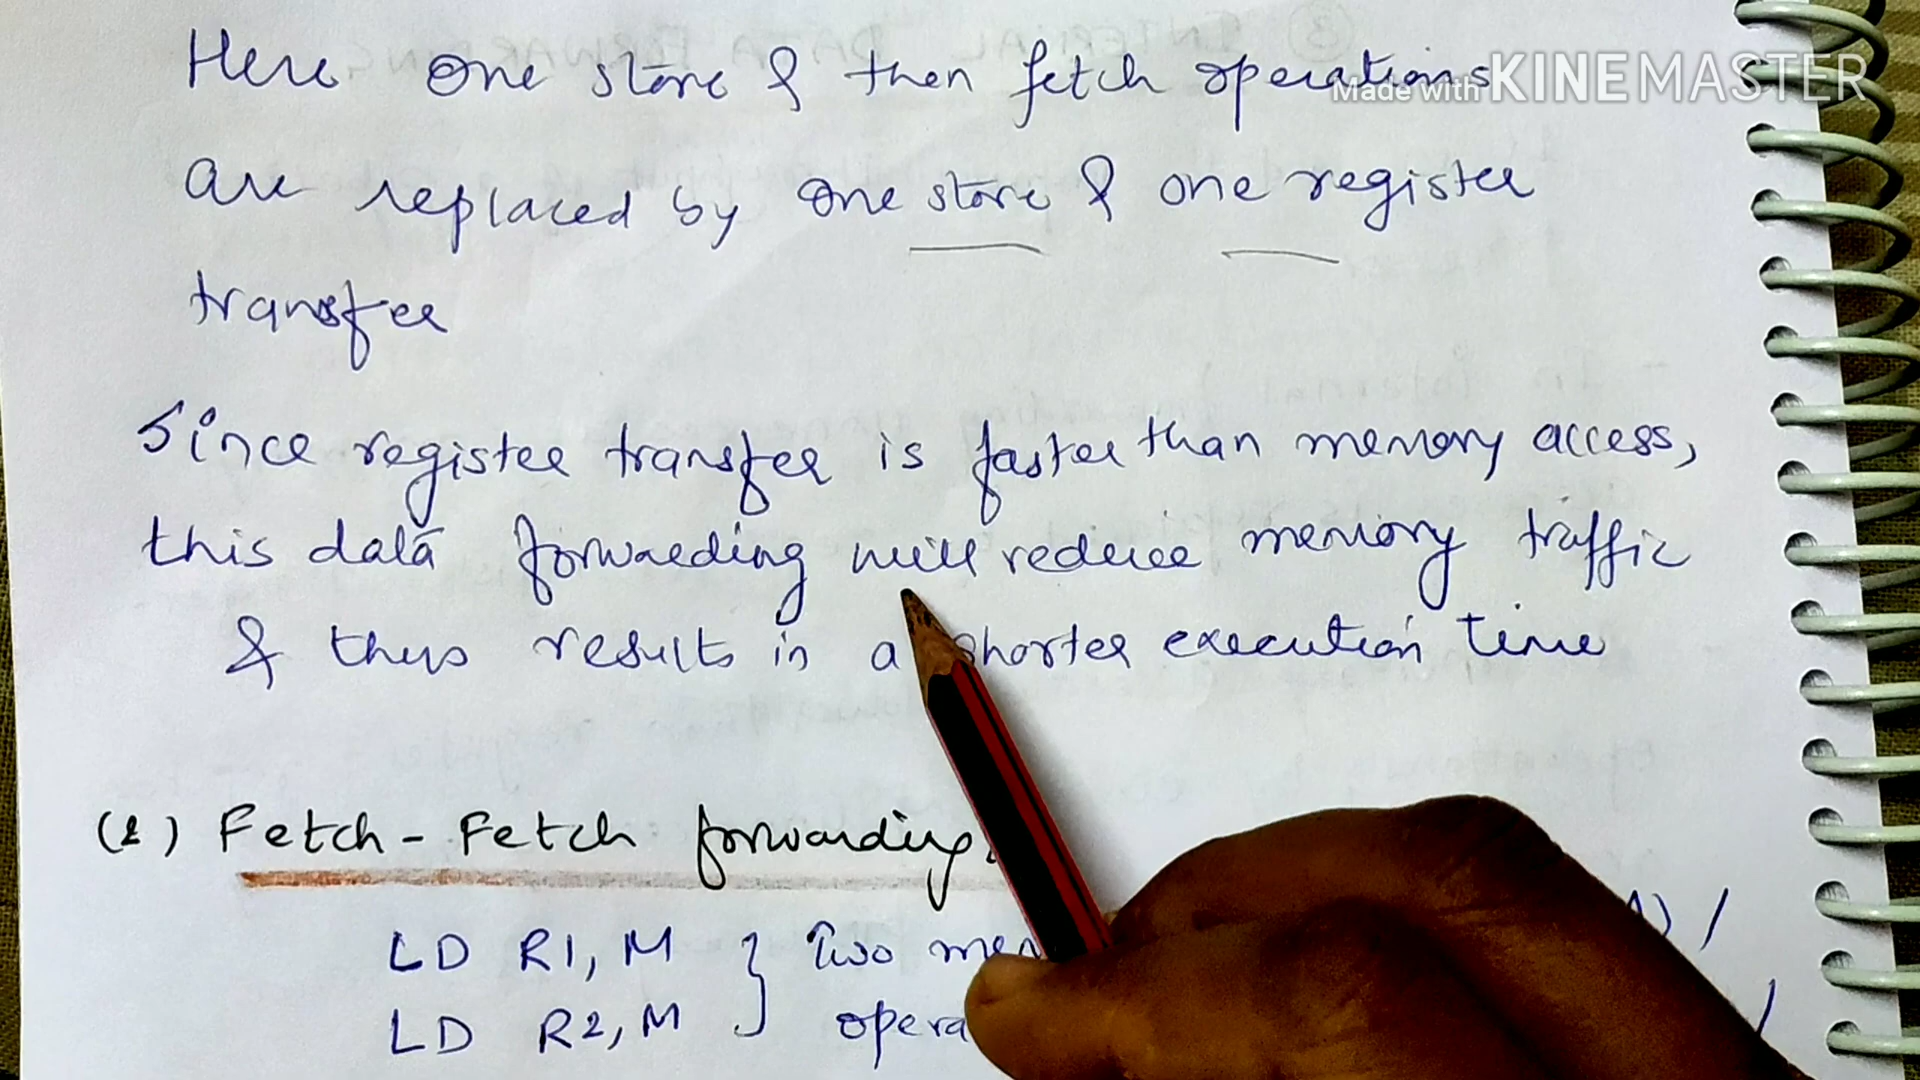 Here one store & then fetch operations
Made with KINEMASTER
are replaced by one store & one register
transfer
Since register transfer is faster than memory access,
this data forwarding will reduce memory traffic
& thus results in a shorter execution time
(2) Fetch - Fetch forwarding
LD R1, M } Two
LD R2, M